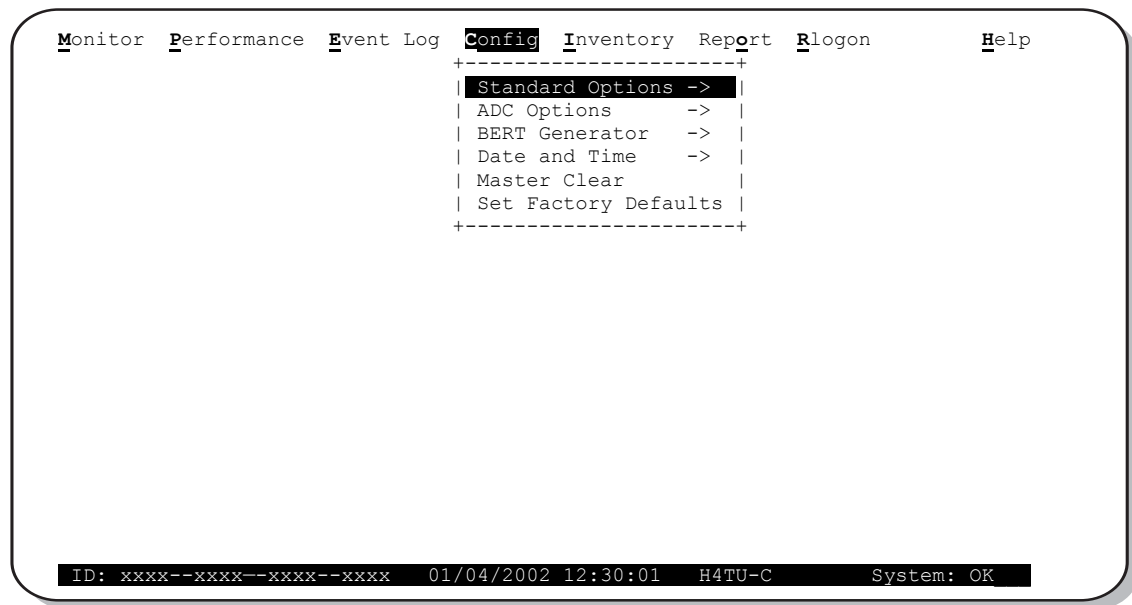 Monitor  Performance  Event Log  Config  Inventory  Report  Rlogon  Help
+----------------------+
| Standard Options -> |
| ADC Options -> |
| BERT Generator -> |
| Date and Time -> |
| Master Clear |
| Set Factory Defaults |
+----------------------+
ID: xxxx--xxxx—-xxxx--xxxx  01/04/2002 12:30:01  H4TU-C  System: OK